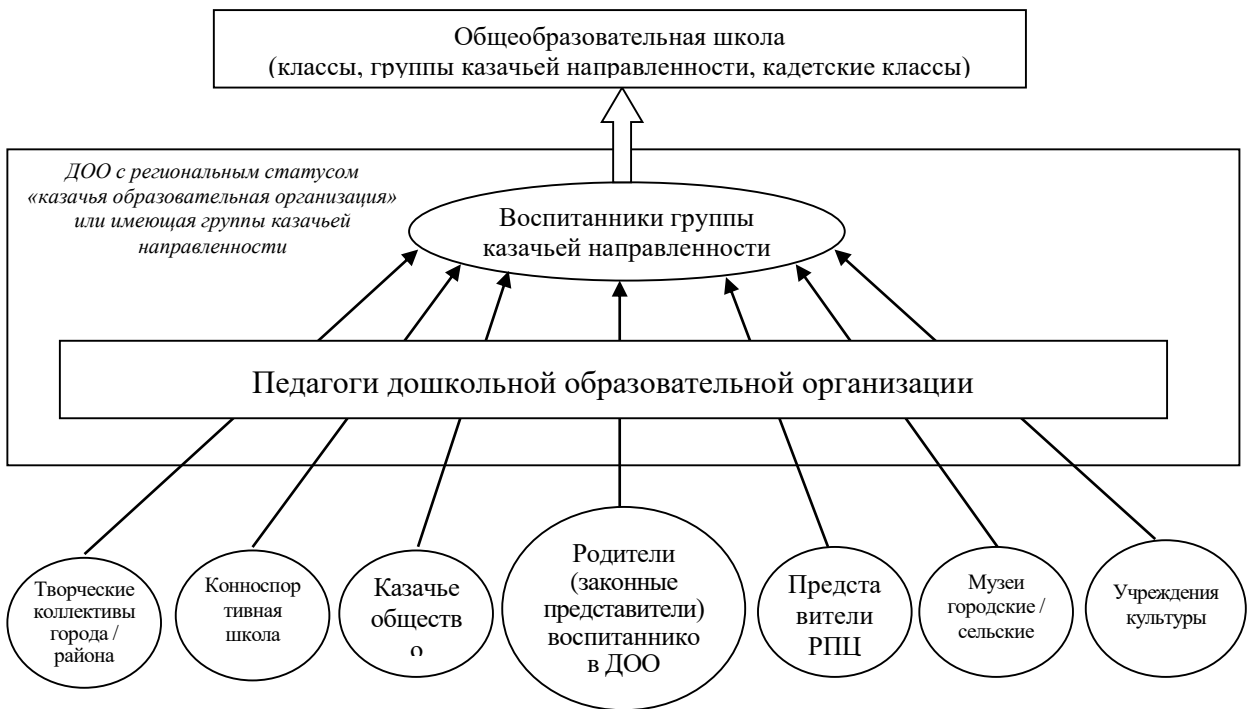 Общеобразовательная школа
(классы, группы казачьей направленности, кадетские классы)
ДОО с региональным статусом
«казачья образовательная организация»
или имеющая группы казачьей
направленности
Воспитанники группы
казачьей направленности
Педагоги дошкольной образовательной организации
Творческие
коллективы
города /
района
Конноспор
тивная
школа
Казачье
обществ
о
Родители
(законные
представители)
воспитаннико
в ДОО
Предста
вители
РПЦ
Музеи
городские /
сельские
Учреждения
культуры